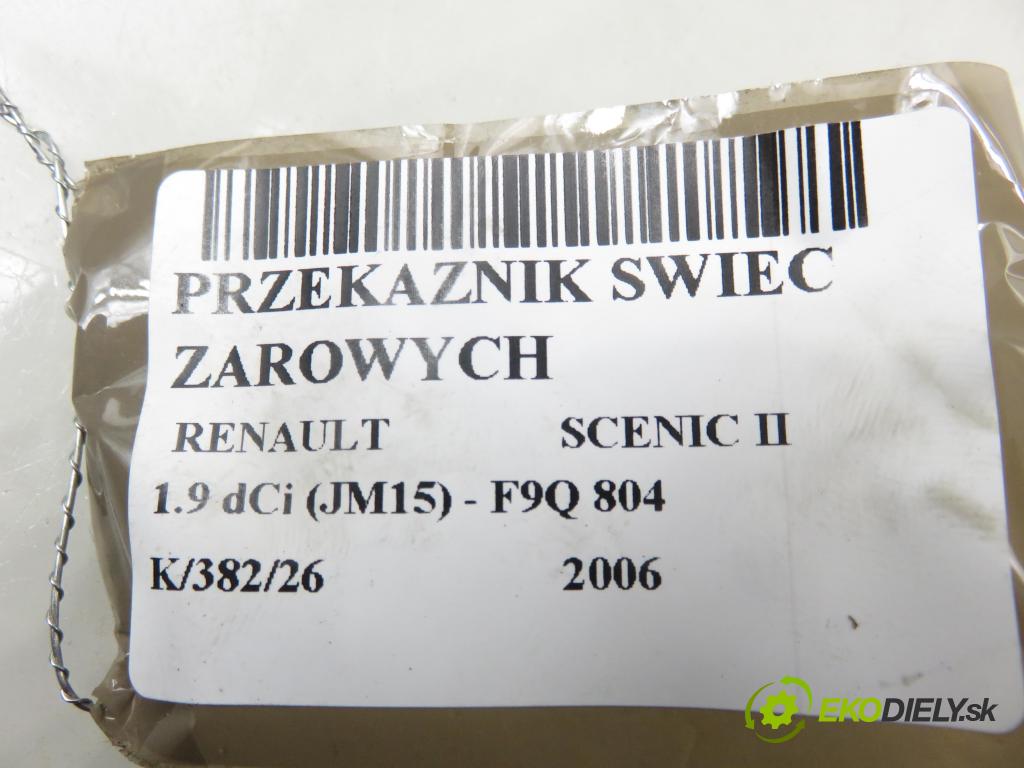 PRZEKAZNIK SWIEC
ZAROWYCH
RENAULT SCENIC II
1.9 dCi (JM15) - F9Q 804
K/382/26 2006
EKODIELY.sk